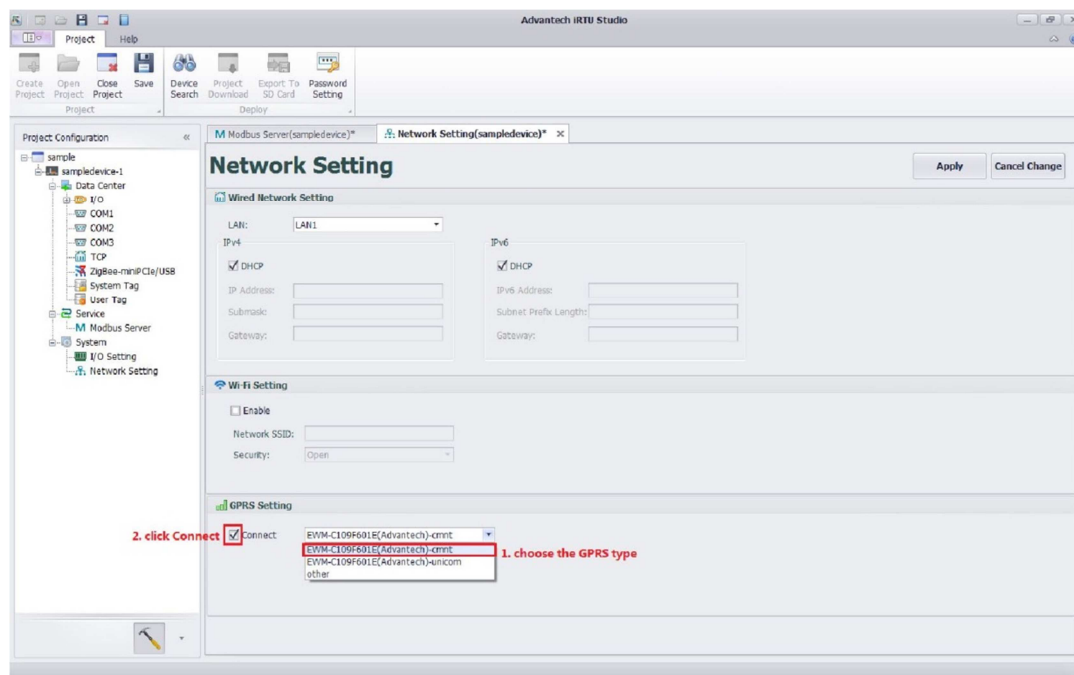 Advantech iRTU Studio
Project Help
Create Project
Open Project
Close Project
Save
Device Search
Project Download
Export To SD Card
Password Setting
Project
Deploy
Project Configuration
Modbus Server(sampledevice)*
Network Setting(sampledevice)*
sample
sampledevice-1
Data Center
I/O
COM1
COM2
COM3
TCP
ZigBee-miniPCIe/USB
System Tag
User Tag
Service
Modbus Server
System
I/O Setting
Network Setting
Network Setting
Apply
Cancel Change
Wired Network Setting
LAN: LAN1
IPv4
DHCP
IP Address:
Submask:
Gateway:
IPv6
DHCP
IPv6 Address:
Subnet Prefix Length:
Gateway:
Wi-Fi Setting
Enable
Network SSID:
Security: Open
GPRS Setting
2. click Connect
Connect
EWM-C109F601E(Advantech)-cmnt
EWM-C109F601E(Advantech)-cmnt
1. choose the GPRS type
EWM-C109F601E(Advantech)-unicom
other